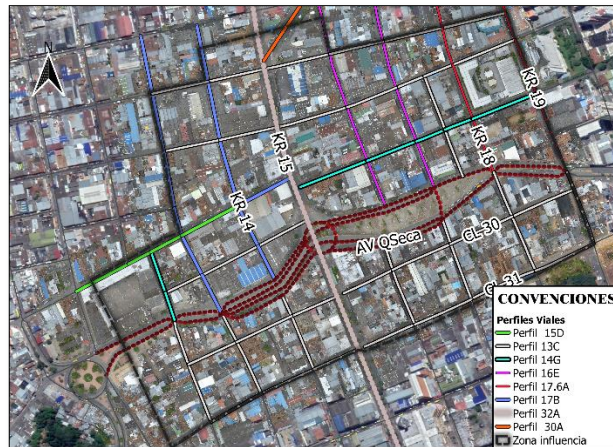 N
KR 19
KR 15
KR 18
KR 14
AV QSeca
CL 30
31
CONVENCIONES
Perfiles Viales
Perfil 15D
Perfil 13C
Perfil 14G
Perfil 16E
Perfil 17.6A
Perfil 17B
Perfil 32A
Perfil 30A
Zona influencia